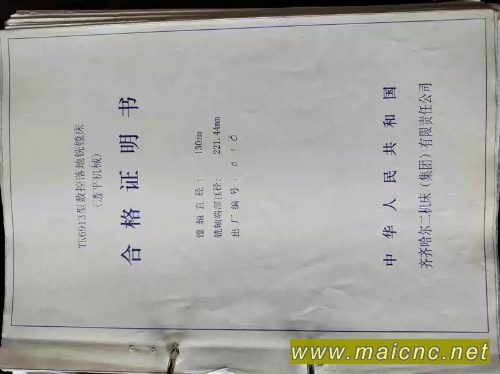 TK6913型数控落地铣镗床
(透平机械)
合格证明书
镗轴直径: 130mm
铣轴端部直径: 221.44mm
出厂编号: 016
中华人民共和国
齐齐哈尔二机床(集团)有限责任公司
www.maicnc.net